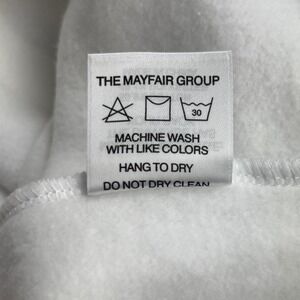 THE MAYFAIR GROUP
30
MACHINE WASH
WITH LIKE COLORS
HANG TO DRY
DO NOT DRY CLEAN